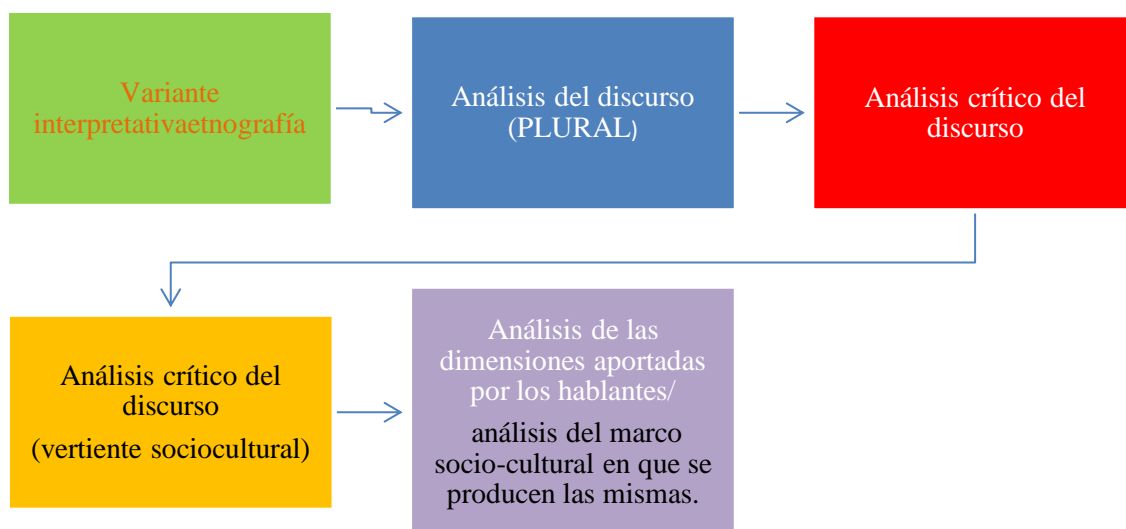 Variante
interpretativaetnografía
Análisis del discurso
(PLURAL)
Análisis crítico del
discurso
Análisis crítico del
discurso
(vertiente sociocultural)
Análisis de las
dimensiones aportadas
por los hablantes/
análisis del marco
socio-cultural en que se
producen las mismas.